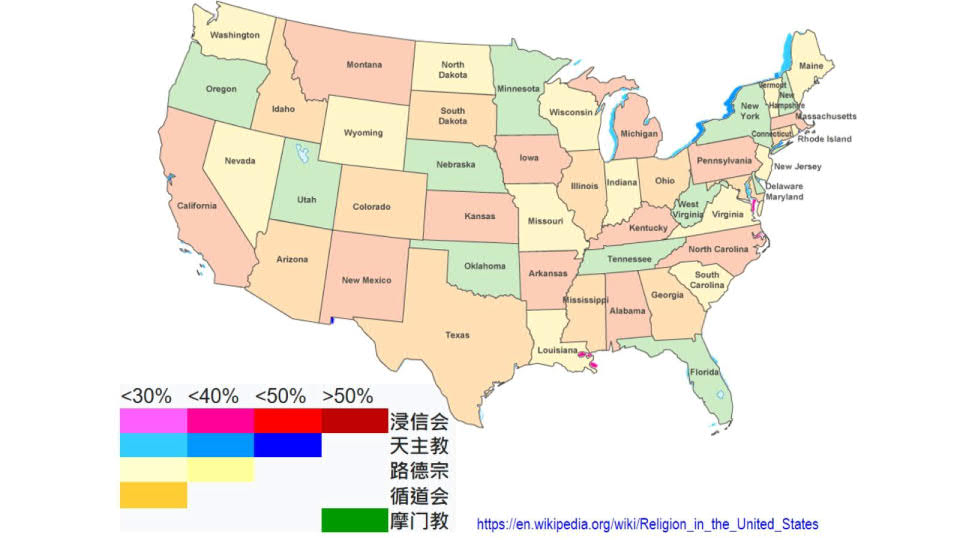 Washington
Oregon
California
Nevada
Idaho
Montana
Wyoming
Utah
Arizona
Colorado
New Mexico
North
Dakota
South
Dakota
Nebraska
Kansas
Oklahoma
Texas
Minnesota
Iowa
Missouri
Arkansas
Louisiana
Wisconsin
Illinois
Michigan
Indiana
Ohio
Kentucky
Tennessee
Mississippi
Alabama
Georgia
Florida
South
Carolina
North Carolina
Virginia
West
Virginia
Pennsylvania
New
York
Vermont
New
Hampshire
Maine
Massachusetts
Rhode Island
Connecticut
New Jersey
Delaware
Maryland
<30% <40% <50% >50%
浸信会
天主教
路德宗
循道会
摩门教
https://en.wikipedia.org/wiki/Religion_in_the_United_States